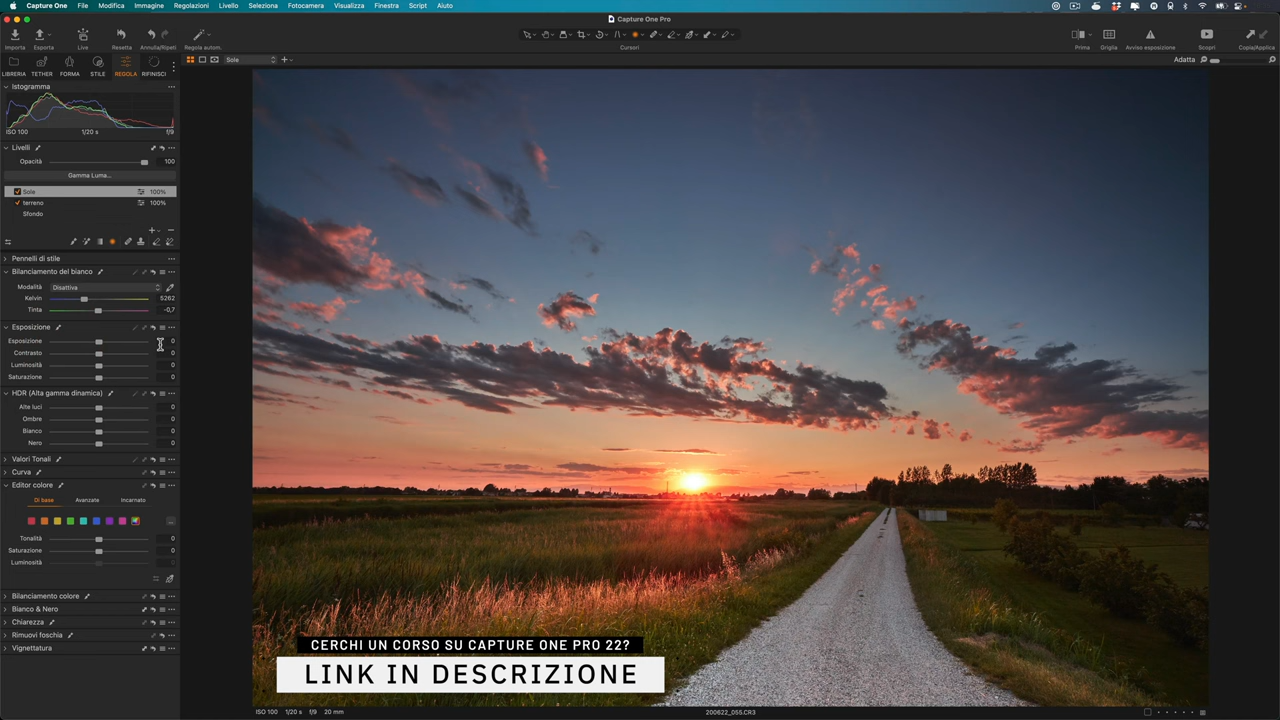 Capture One File Modifica Immagine Regolazioni Livello Seleziona Fotocamera Visualizza Finestra Script Aiuto
Capture One Pro
Importa Esporta Live Resetta Annulla/Ripeti Regola autom. Cursori Prima Griglia Avviso esposizione Scopri Copia/Applica
LIBRERIA TETHER FORMA STILE REGOLA RIFINISCI
Sole
Adatta
Istogramma
ISO 100 1/20 s f/9
Livelli
Opacità 100
Gamma Luma...
Sole 100%
terreno 100%
Sfondo
Pennelli di stile
Bilanciamento del bianco
Modalità Disattiva
Kelvin 5262
Tinta -0,7
Esposizione
Esposizione 0
Contrasto 0
Luminosità 0
Saturazione 0
HDR (Alta gamma dinamica)
Alte luci 0
Ombre 0
Bianco 0
Nero 0
Valori Tonali
Curva
Editor colore
Di base Avanzate Incarnato
Tonalità 0
Saturazione 0
Luminosità 0
Bilanciamento colore
Bianco & Nero
Chiarezza
Rimuovi foschia
Vignettatura
CERCHI UN CORSO SU CAPTURE ONE PRO 22?
LINK IN DESCRIZIONE
ISO 100 1/20 s f/9 20 mm
200622_055.CR3